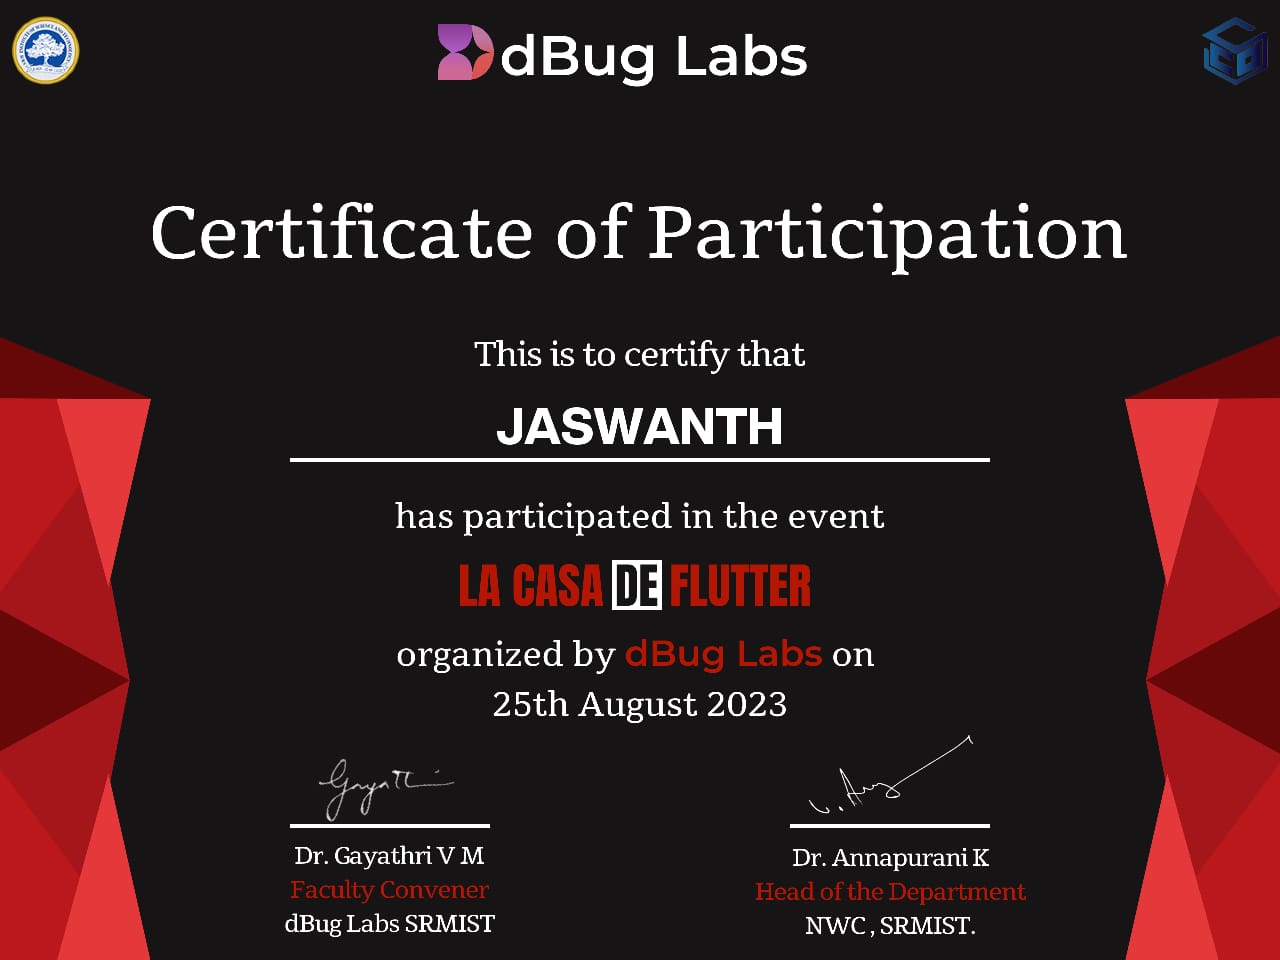 dBug Labs
Certificate of Participation
This is to certify that
JASWANTH
has participated in the event
LA CASA DE FLUTTER
organized by dBug Labs on
25th August 2023
Gayathri
Dr. Gayathri V M
Faculty Convener
dBug Labs SRMIST
Dr. Annapurani K
Head of the Department
NWC , SRMIST.